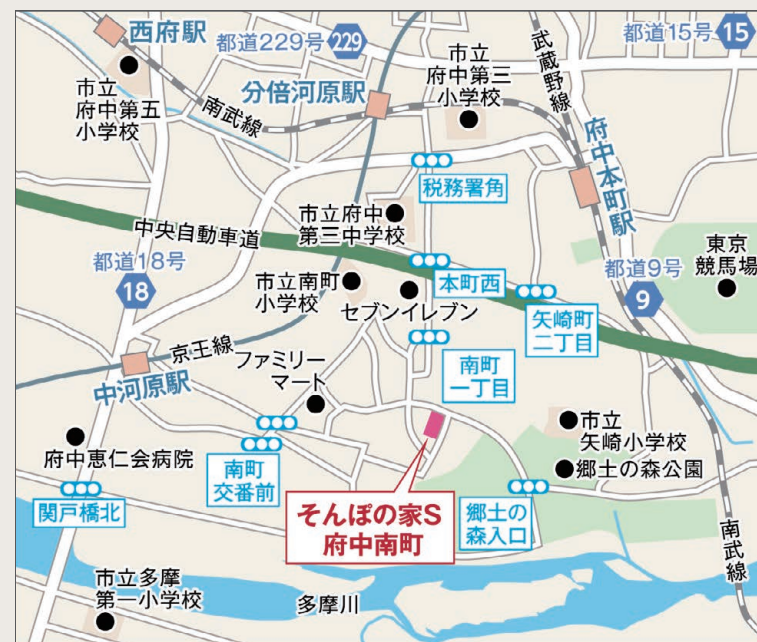 西府駅
都道229号
229
市立
府中第三
小学校
都道15号
15
市立
府中第五
小学校
南武線
分倍河原駅
武蔵野線
税務署角
府中本町駅
市立府中
第三中学校
中央自動車道
都道18号
18
市立南町
小学校
本町西
セブンイレブン
都道9号
9
東京
競馬場
矢崎町
二丁目
京王線
中河原駅
ファミリー
マート
南町
一丁目
府中恵仁会病院
南町
交番前
市立
矢崎小学校
郷土の森公園
関戸橋北
そんぽの家S
府中南町
郷土の
森入口
南武線
市立多摩
第一小学校
多摩川